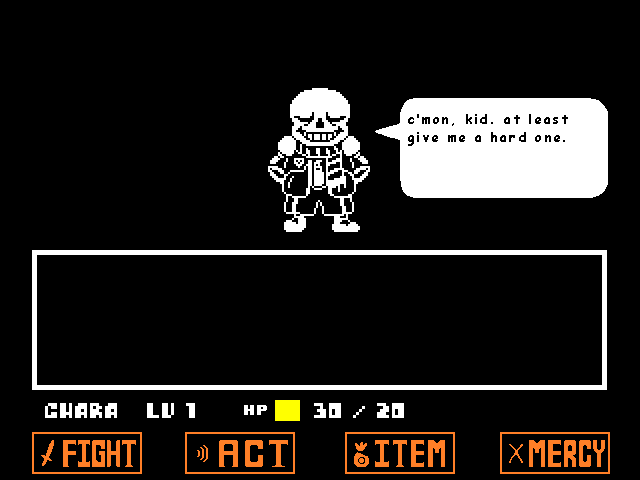 c'mon, kid. at least
give me a hard one.
CHARA LV 1 HP 30 / 20
FIGHT ACT ITEM MERCY